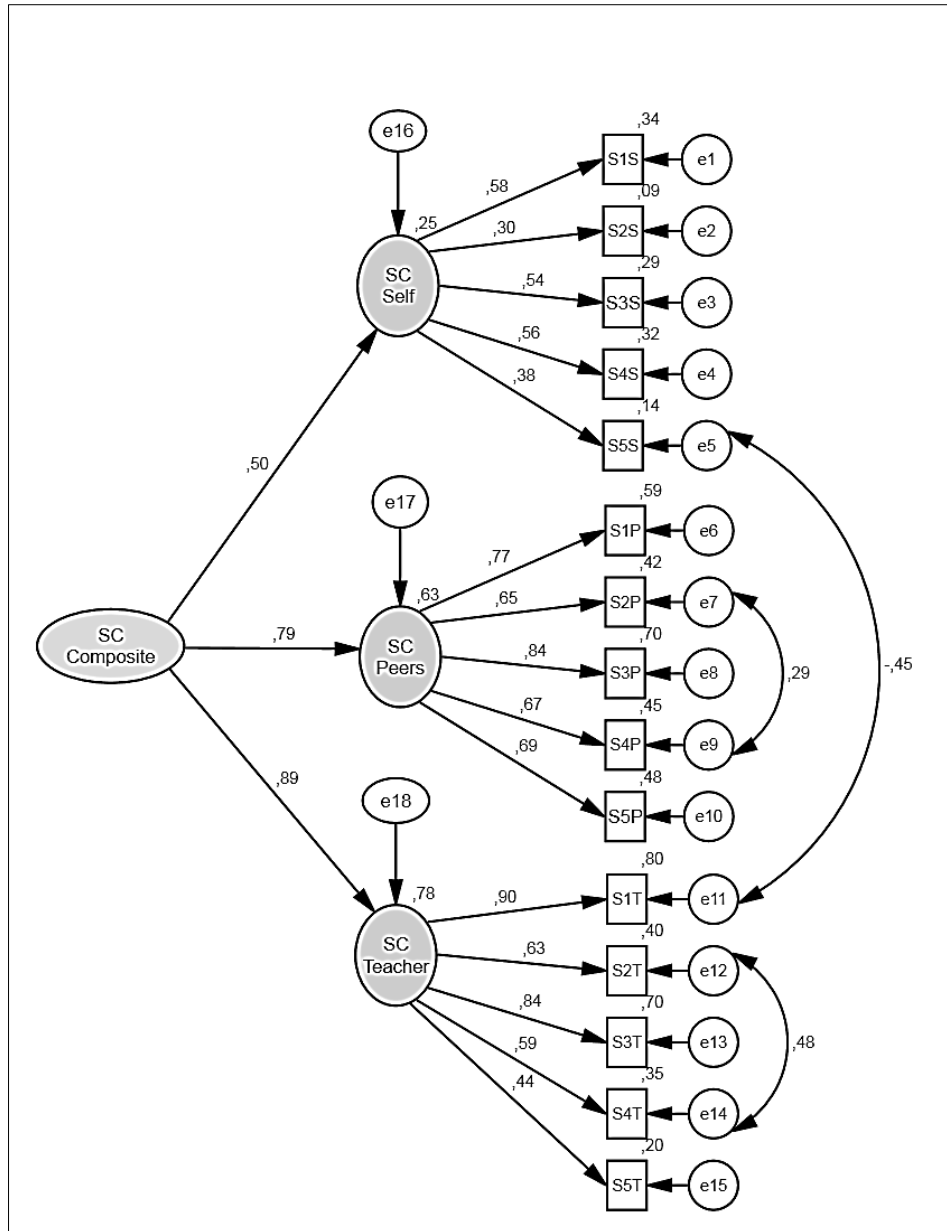 ,34
e16
S1S
e1
,58
,09
,25
,30
S2S
e2
SC
Self
,29
,54
S3S
e3
,32
,56
S4S
e4
,38
,14
S5S
e5
,50
,59
e17
S1P
e6
,77
,42
,63
,65
S2P
e7
SC
Composite
,79
SC
Peers
,70
,84
S3P
e8
-,45
,29
,45
,67
S4P
e9
,69
,48
,89
e18
S5P
e10
,80
,78
,90
S1T
e11
,40
SC
Teacher
,63
S2T
e12
,70
,84
S3T
e13
,48
,59
,35
,44
S4T
e14
,20
S5T
e15